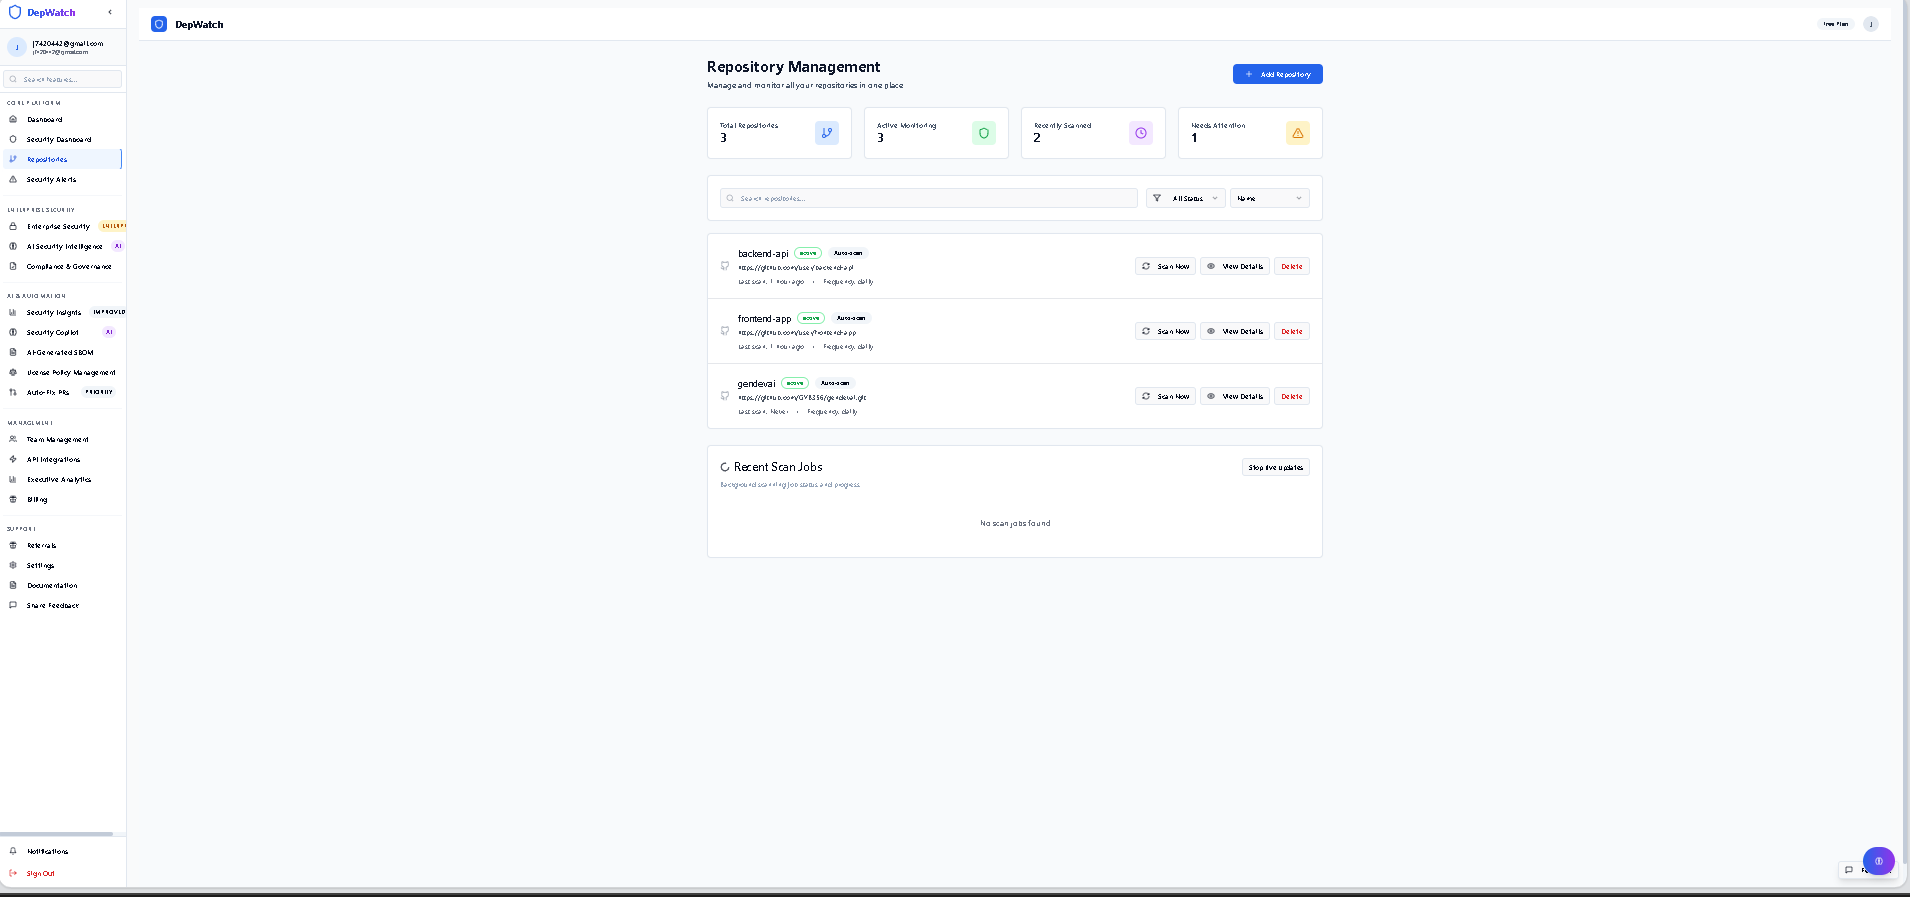 DepWatch
j7420442@gmail.com
j7420442@gmail.com
Search features...
CORE PLATFORM
Dashboard
Security Dashboard
Repositories
Security Alerts
ENTERPRISE SECURITY
Enterprise Security
AI Security Intelligence AI
Compliance & Governance
AI & AUTOMATION
Security Insights IMPROVED
Security Copilot AI
AI-Generated SBOM
License Policy Management
Auto-Fix PRs PRIORITY
MANAGEMENT
Team Management
API Integrations
Executive Analytics
Billing
SUPPORT
Referrals
Settings
Documentation
Share Feedback
Notifications
Sign Out
DepWatch
Free Plan
J
Repository Management
Manage and monitor all your repositories in one place
Add Repository
Total Repositories
3
Active Monitoring
3
Recently Scanned
2
Needs Attention
1
Search repositories...
All Status
Name
backend-api active Auto-scan
https://github.com/user/backend-api
Last scan: 1 hour ago • Frequency: daily
Scan Now View Details Delete
frontend-app active Auto-scan
https://github.com/user/frontend-app
Last scan: 1 hour ago • Frequency: daily
Scan Now View Details Delete
gendevai active Auto-scan
https://github.com/GVB356/gendevai.git
Last scan: Never • Frequency: daily
Scan Now View Details Delete
Recent Scan Jobs
Stop live updates
Background scanning job status and progress
No scan jobs found